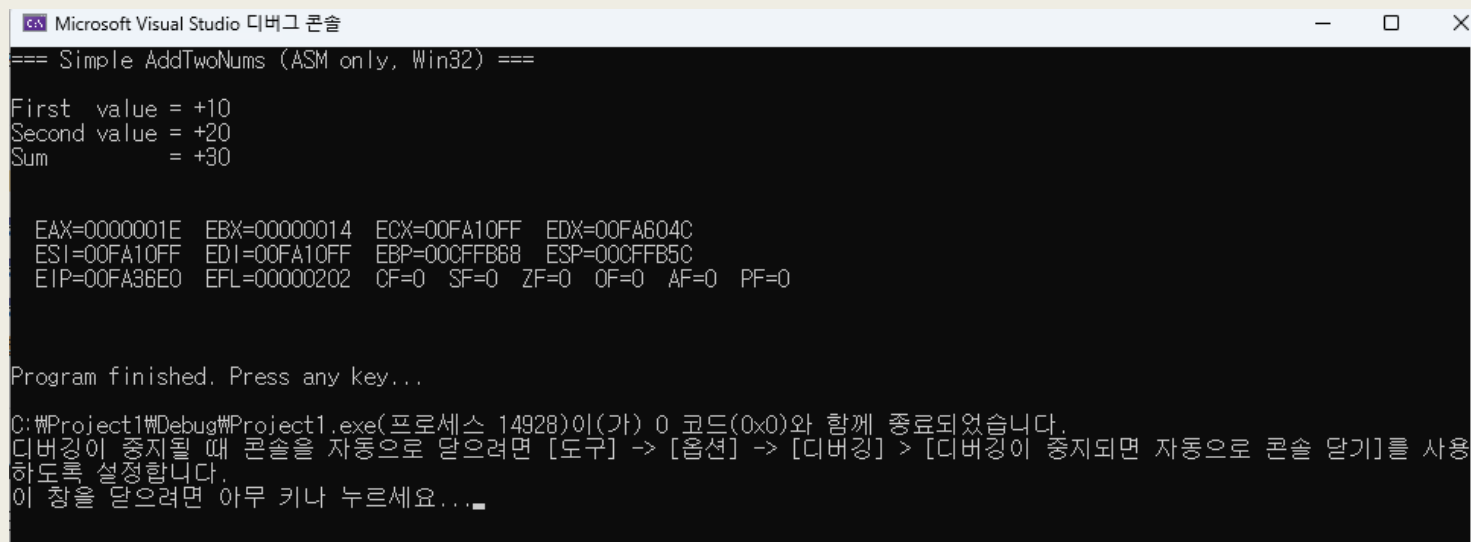 Microsoft Visual Studio 디버그 콘솔
=== Simple AddTwoNums (ASM only, Win32) ===
First  value = +10
Second value = +20
Sum          = +30
EAX=0000001E  EBX=00000014  ECX=00FA10FF  EDX=00FA604C
ESI=00FA10FF  EDI=00FA10FF  EBP=00CFFB68  ESP=00CFFB5C
EIP=00FA36E0  EFL=00000202  CF=0  SF=0  ZF=0  OF=0  AF=0  PF=0
Program finished. Press any key...
C:₩Project1₩Debug₩Project1.exe(프로세스 14928)이(가) 0 코드(0x0)와 함께 종료되었습니다.
디버깅이 중지될 때 콘솔을 자동으로 닫으려면 [도구] -> [옵션] -> [디버깅] > [디버깅이 중지되면 자동으로 콘솔 닫기]를 사용
하도록 설정합니다.
이 창을 닫으려면 아무 키나 누르세요...